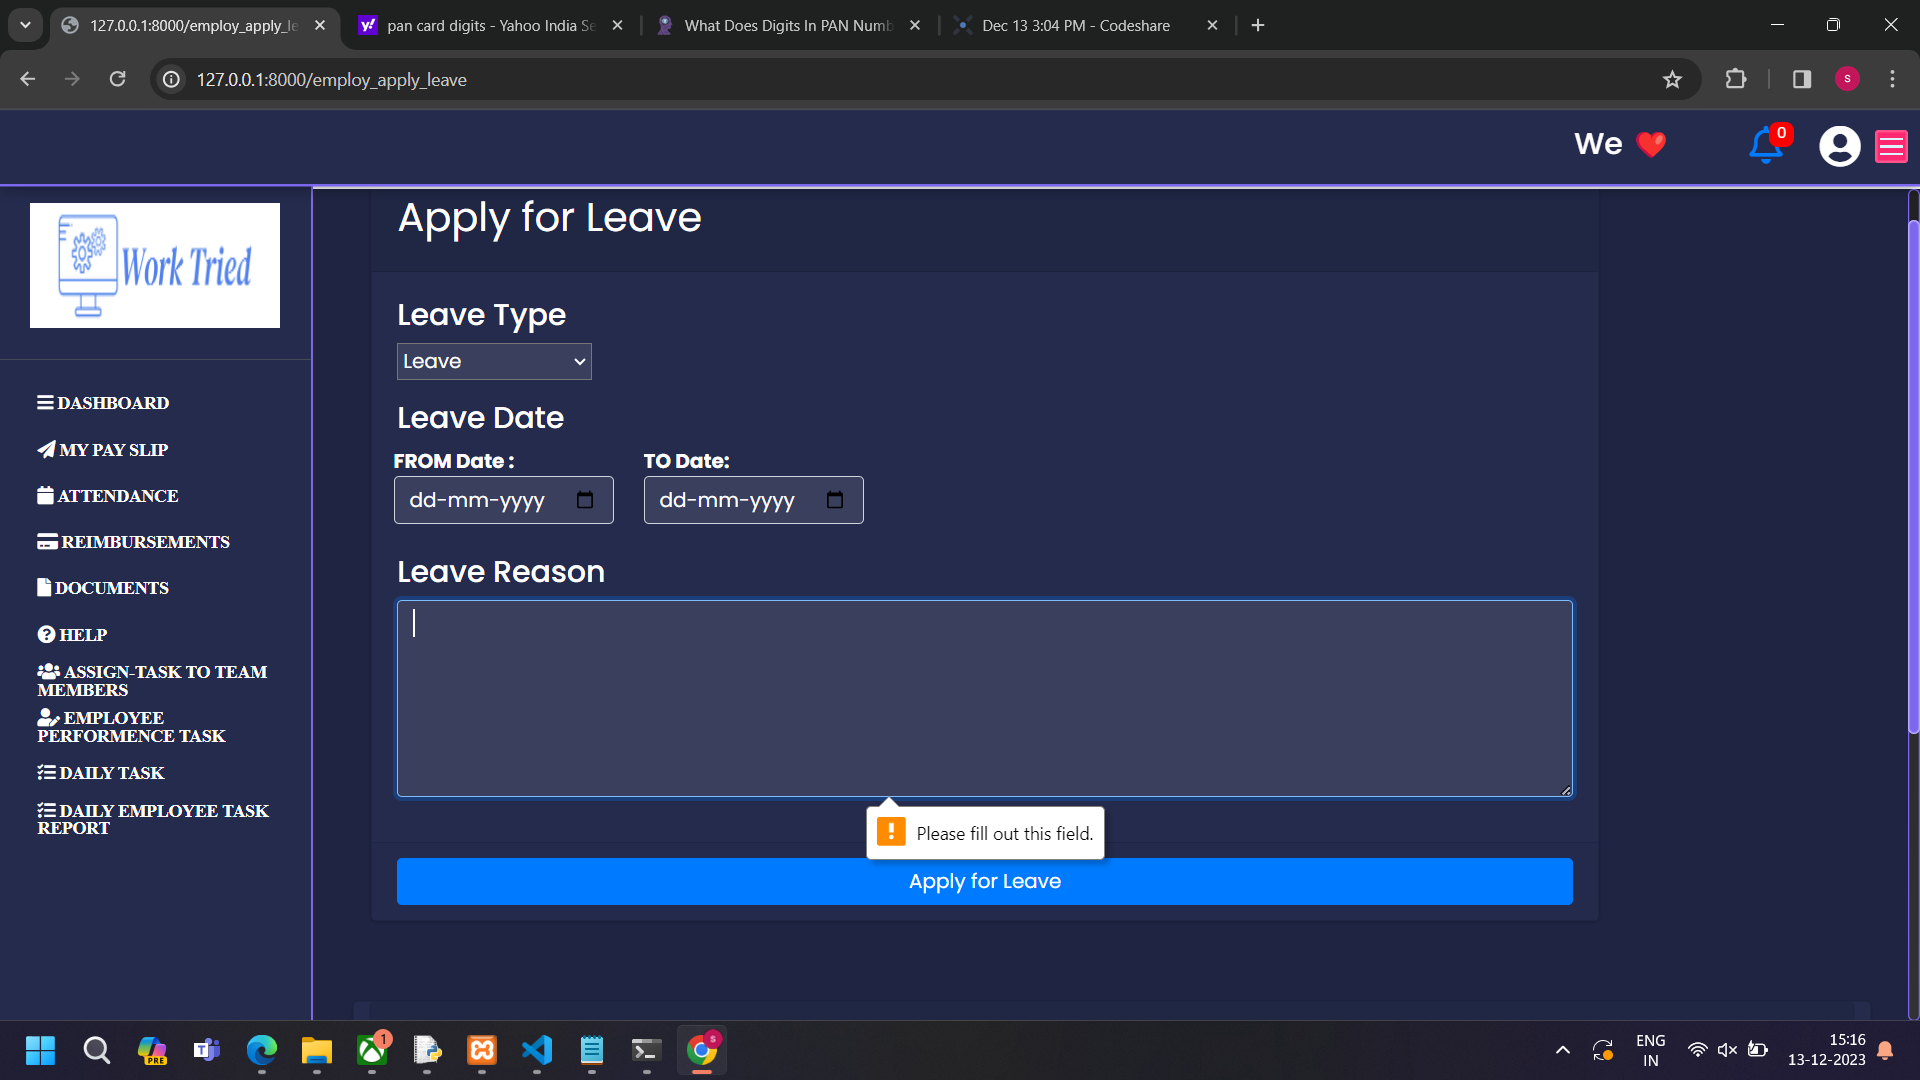 127.0.0.1:8000/employ_apply_le
pan card digits - Yahoo India Se
What Does Digits In PAN Numb
Dec 13 3:04 PM - Codeshare
127.0.0.1:8000/employ_apply_leave
S
We ❤️
0
Work Tried
Apply for Leave
Leave Type
Leave
Leave Date
FROM Date :
TO Date:
dd-mm-yyyy
dd-mm-yyyy
Leave Reason
Please fill out this field.
Apply for Leave
DASHBOARD
MY PAY SLIP
ATTENDANCE
REIMBURSEMENTS
DOCUMENTS
HELP
ASSIGN-TASK TO TEAM
MEMBERS
EMPLOYEE
PERFORMENCE TASK
DAILY TASK
DAILY EMPLOYEE TASK
REPORT
PRE
1
S
ENG
IN
15:16
13-12-2023